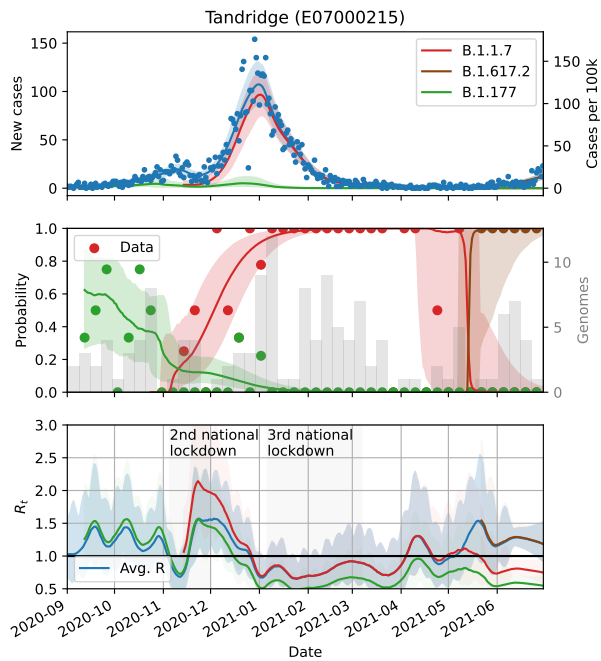 Tandridge (E07000215)
150
100
50
0
New cases
150
100
50
0
Cases per 100k
B.1.1.7
B.1.617.2
B.1.177
1.0
0.8
0.6
0.4
0.2
0.0
Probability
Data
10
5
0
Genomes
3.0
2.5
2.0
1.5
1.0
0.5
Rt
2nd national
lockdown
3rd national
lockdown
Avg. R
2020-09
2020-10
2020-11
2020-12
2021-01
2021-02
2021-03
2021-04
2021-05
2021-06
Date